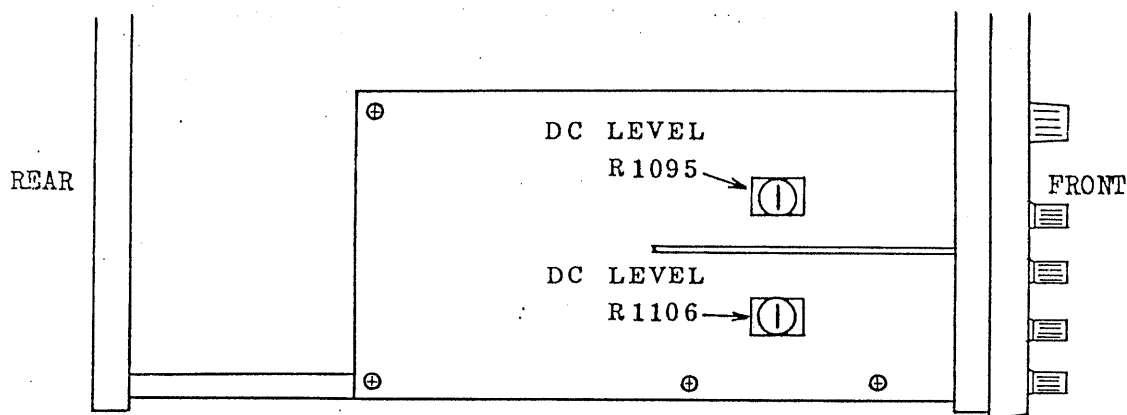 DC LEVEL
R1095
REAR
FRONT
DC LEVEL
R1106